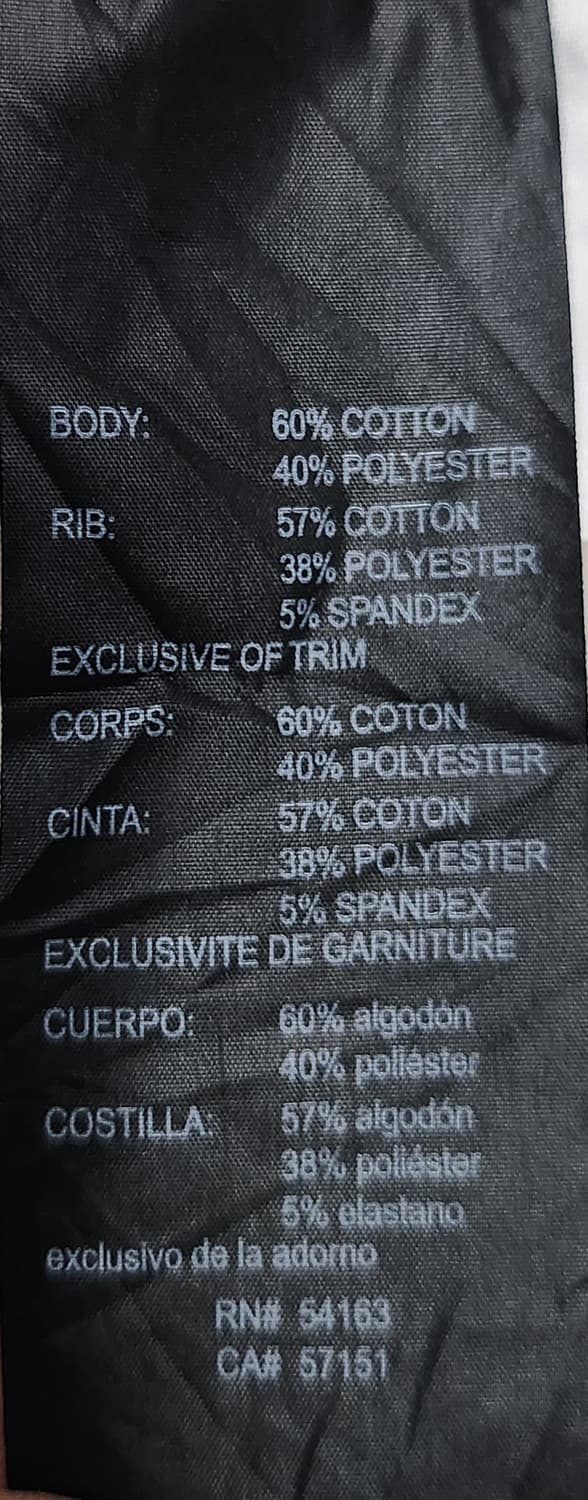 BODY: 60% COTTON
40% POLYESTER
RIB: 57% COTTON
38% POLYESTER
5% SPANDEX
EXCLUSIVE OF TRIM
CORPS: 60% COTON
40% POLYESTER
CINTA: 57% COTON
38% POLYESTER
5% SPANDEX
EXCLUSIVITE DE GARNITURE
CUERPO: 60% algodón
40% poliéster
COSTILLA: 57% algodón
38% poliéster
5% elastano
exclusivo de la adorno
RN# 54163
CA# 57151